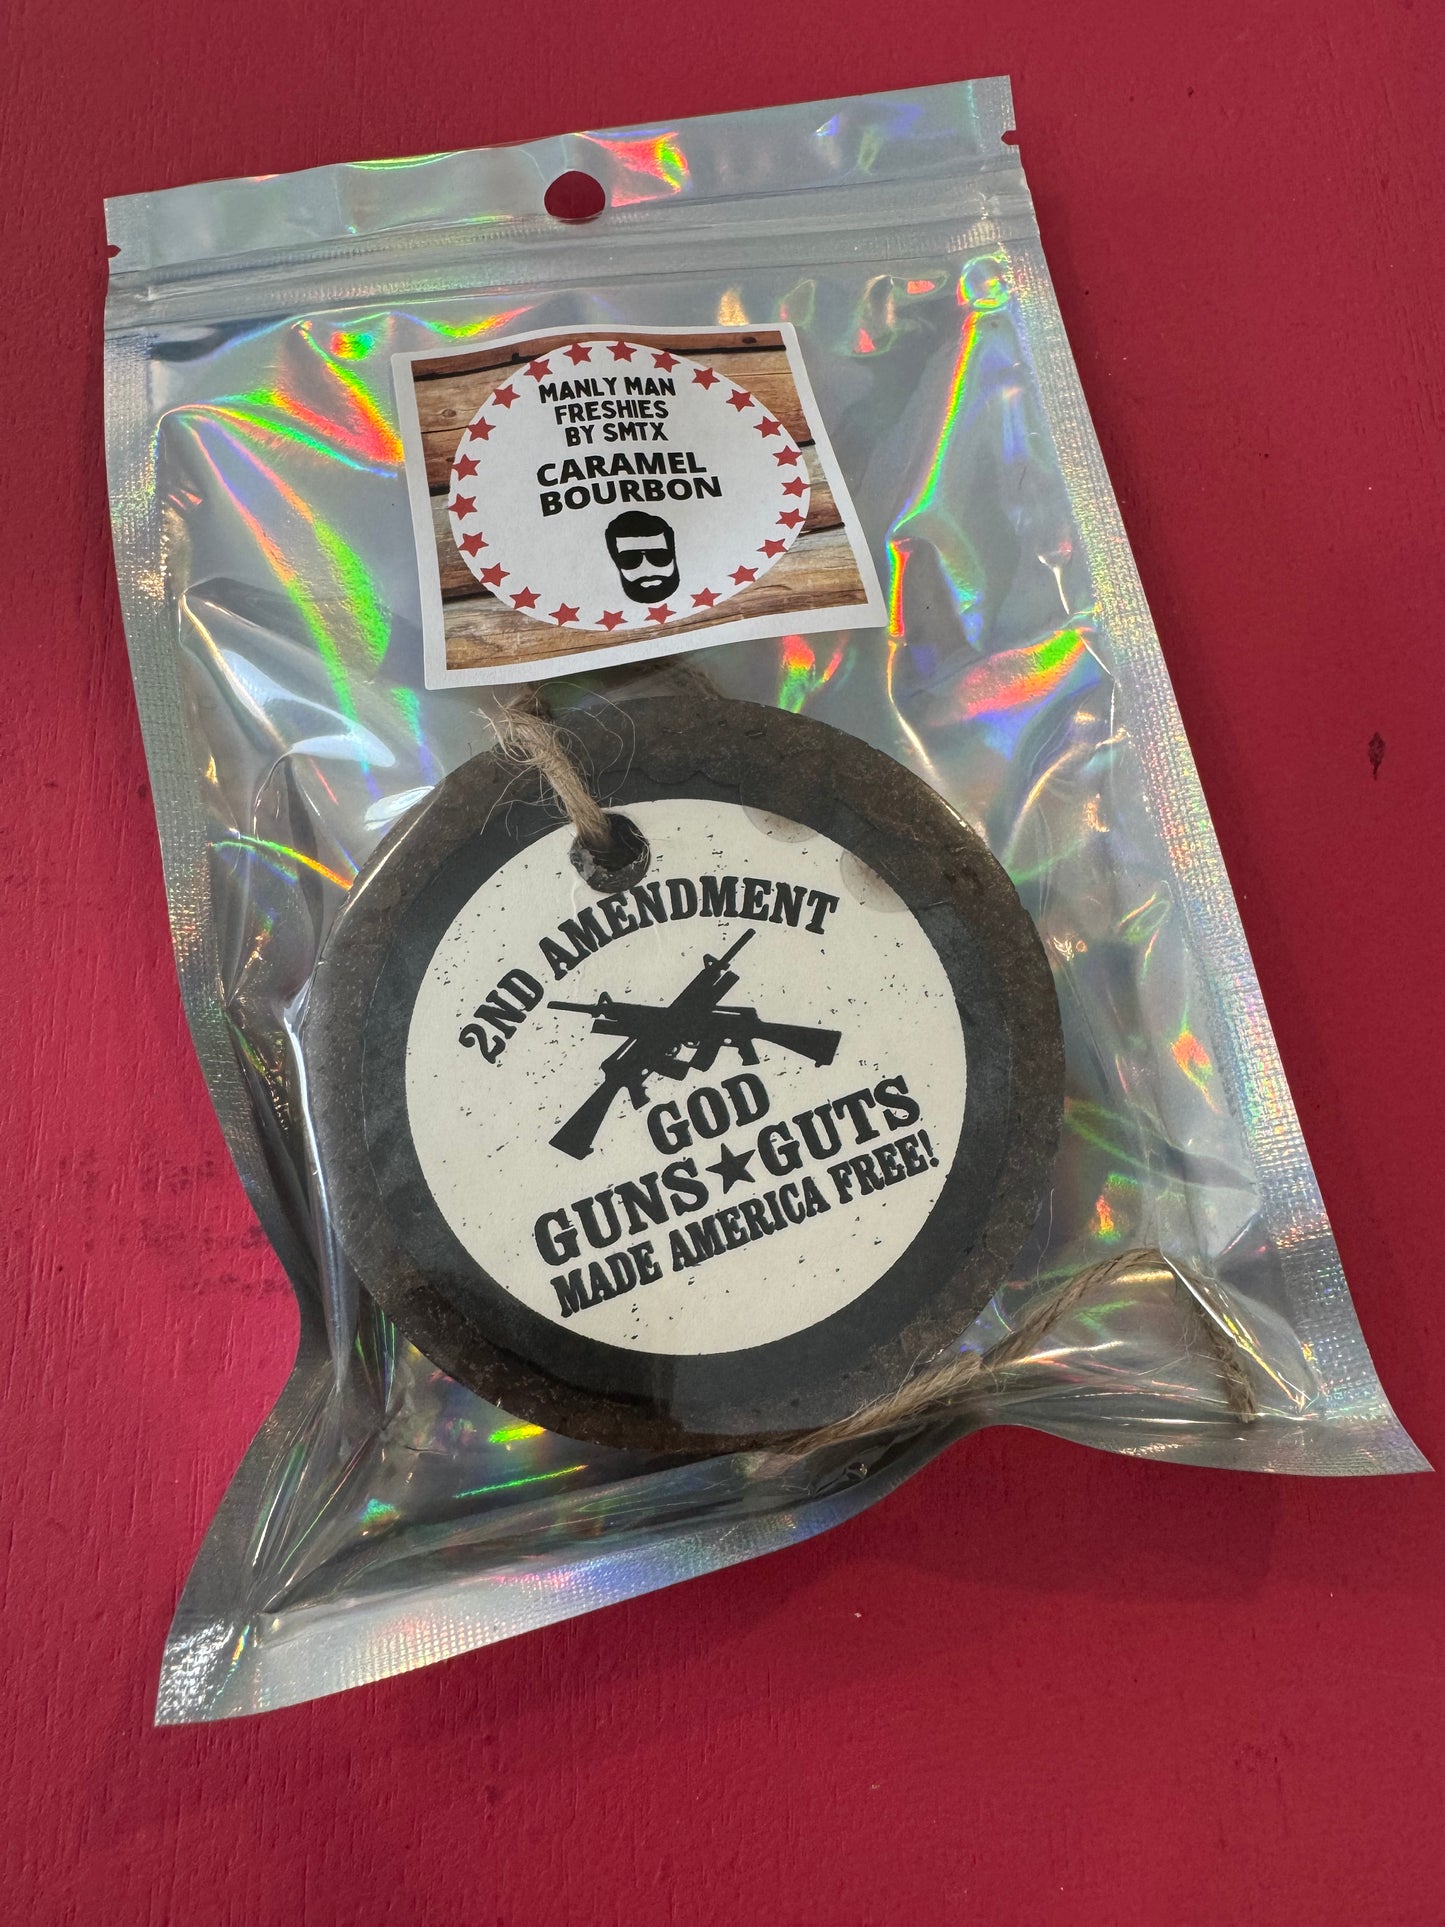 MANLY MAN
FRESHIES
BY SMTX
CARAMEL
BOURBON
2ND AMENDMENT
GOD
GUNS★GUTS
MADE AMERICA FREE!